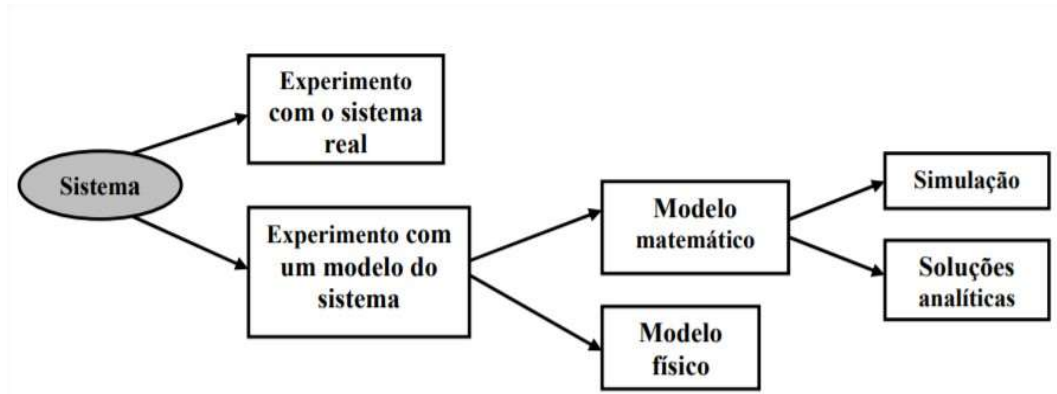 Sistema
Experimento
com o sistema
real
Experimento com
um modelo do
sistema
Modelo
matemático
Modelo
físico
Simulação
Soluções
analíticas